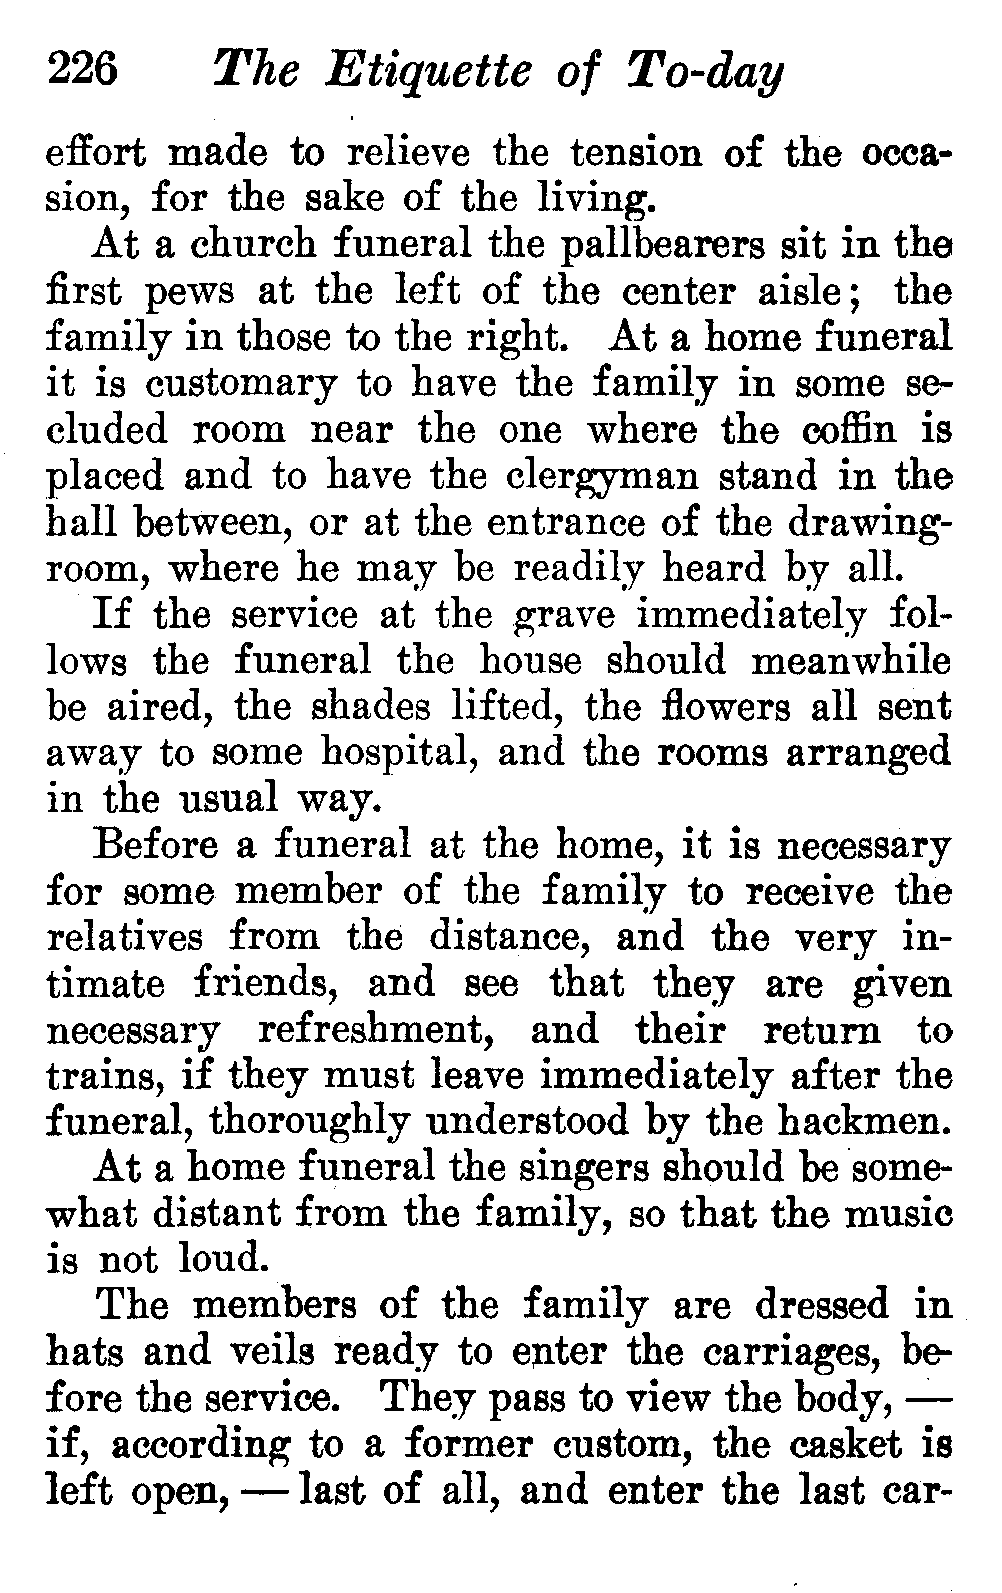 226 The Etiquette of To-day
effort made to relieve the tension of the occa-
sion, for the sake of the living.
At a church funeral the pallbearers sit in the
first pews at the left of the center aisle; the
family in those to the right. At a home funeral
it is customary to have the family in some se-
cluded room near the one where the coffin is
placed and to have the clergyman stand in the
hall between, or at the entrance of the drawing-
room, where he may be readily heard by all.
If the service at the grave immediately fol-
lows the funeral the house should meanwhile
be aired, the shades lifted, the flowers all sent
away to some hospital, and the rooms arranged
in the usual way.
Before a funeral at the home, it is necessary
for some member of the family to receive the
relatives from the distance, and the very in-
timate friends, and see that they are given
necessary refreshment, and their return to
trains, if they must leave immediately after the
funeral, thoroughly understood by the hackmen.
At a home funeral the singers should be some-
what distant from the family, so that the music
is not loud.
The members of the family are dressed in
hats and veils ready to enter the carriages, be-
fore the service. They pass to view the body, —
if, according to a former custom, the casket is
left open, — last of all, and enter the last car-